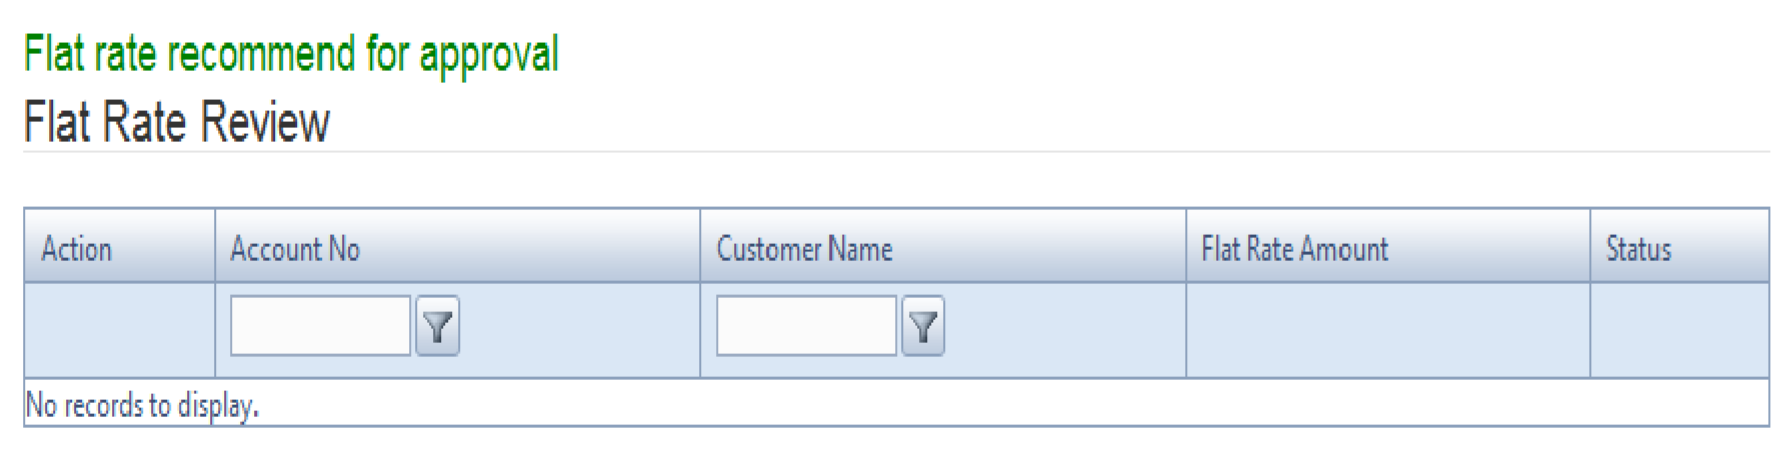 Flat rate recommend for approval
Flat Rate Review
Action Account No Customer Name Flat Rate Amount Status
No records to display.